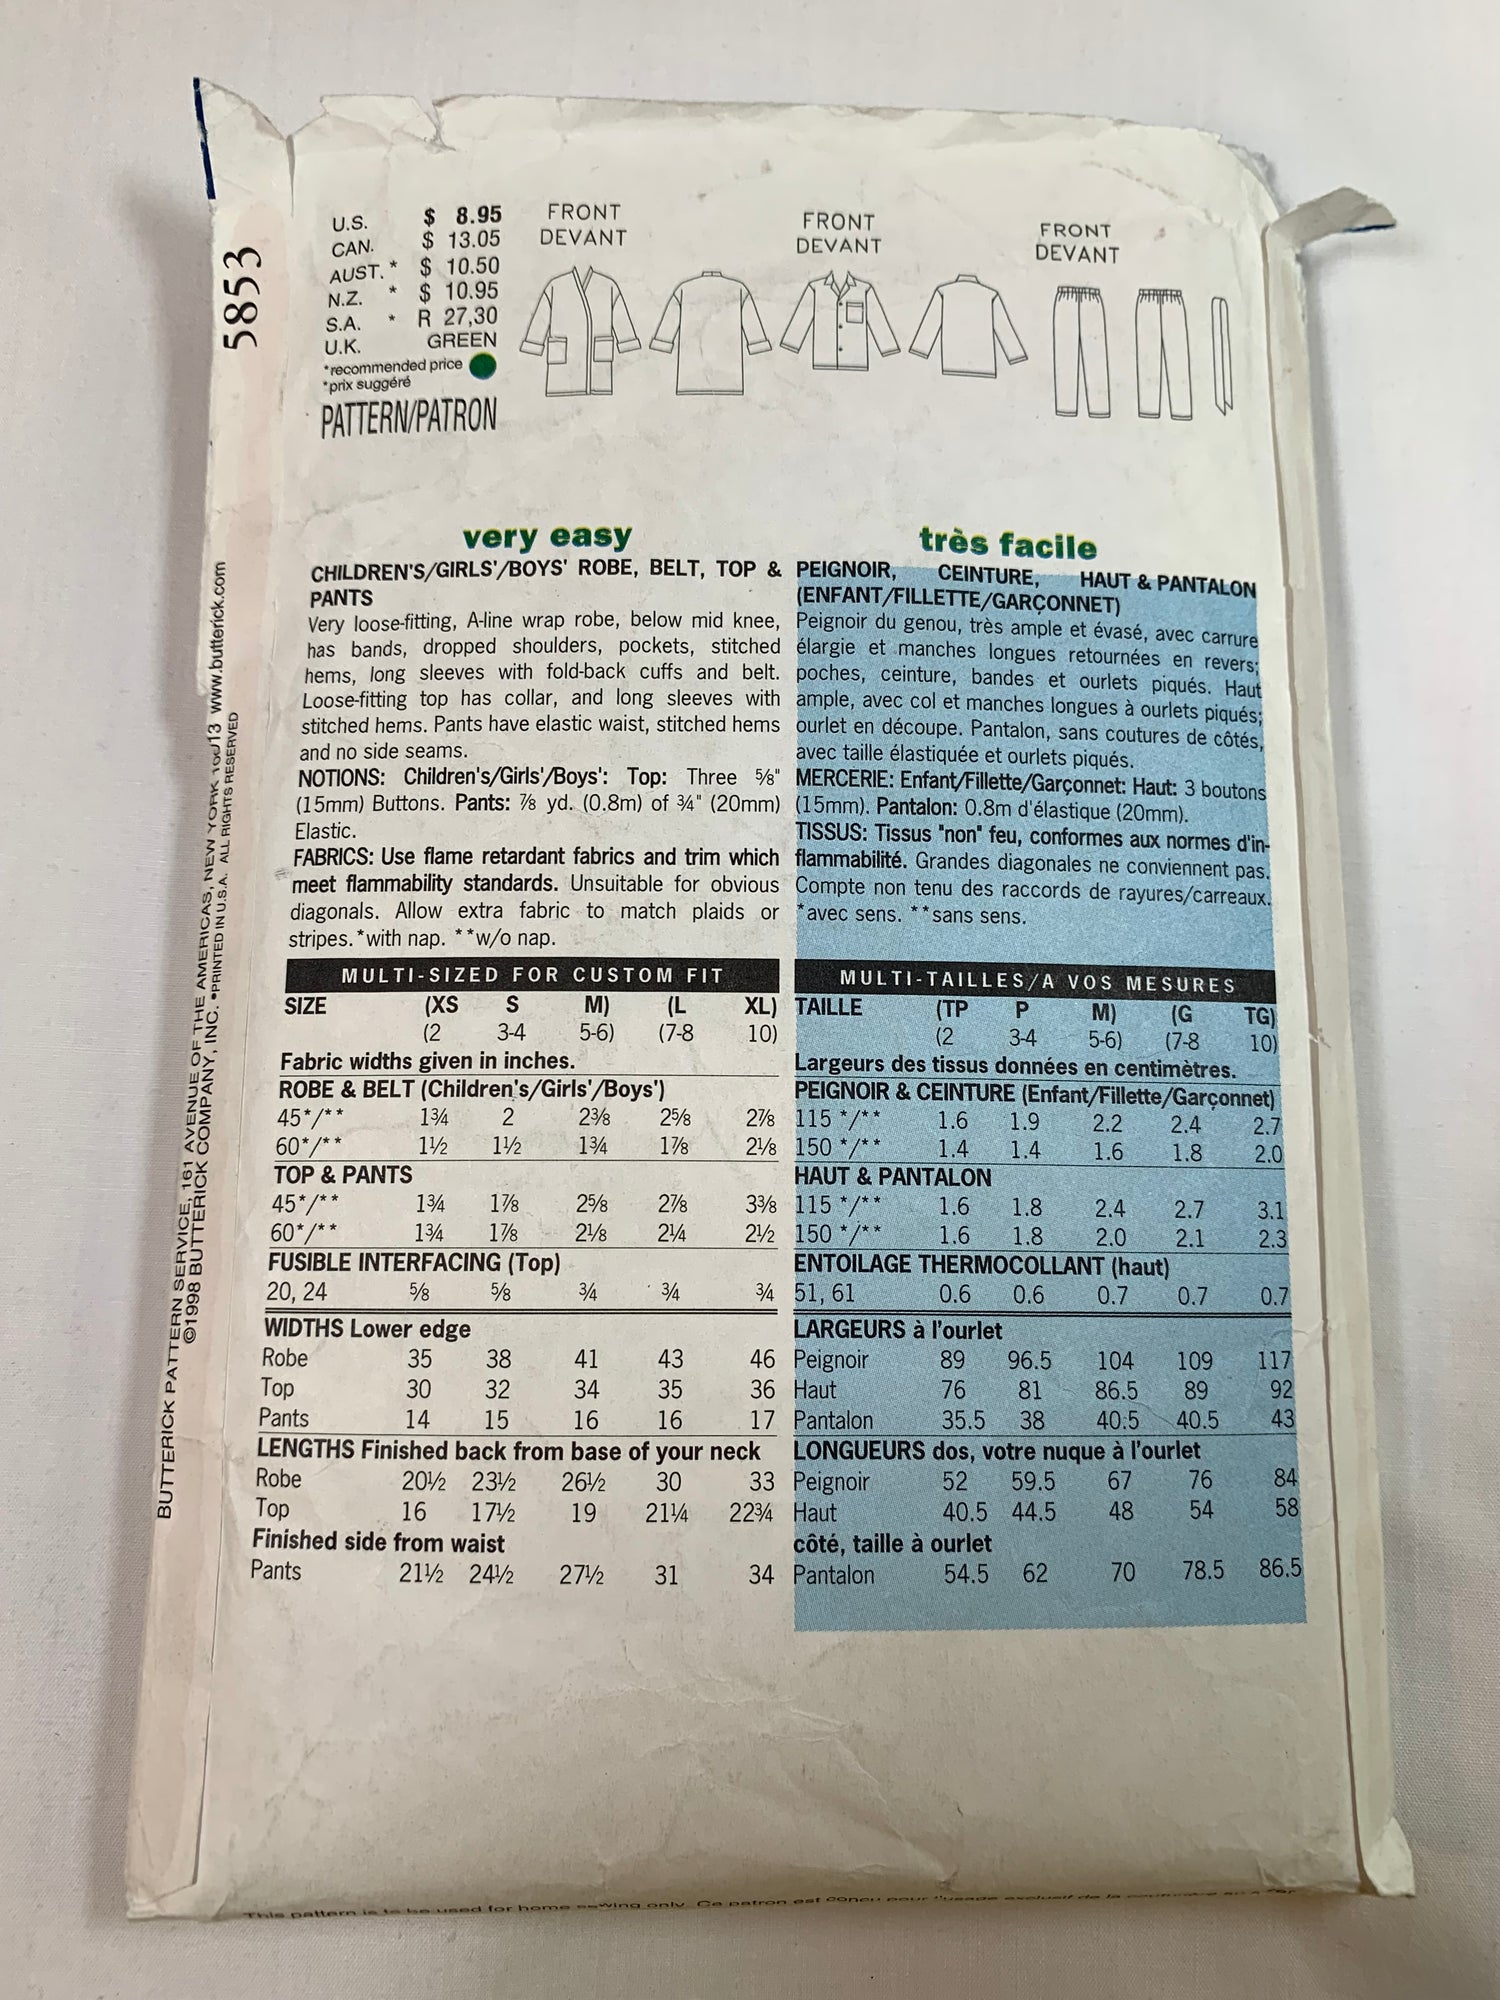 U.S. $ 8.95
CAN. $ 13.05
AUST. * $ 10.50
N.Z. * $ 10.95
S.A. * R 27,30
U.K. GREEN
*recommended price
*prix suggéré
PATTERN/PATRON
FRONT
DEVANT
FRONT
DEVANT
FRONT
DEVANT
5853
very easy
CHILDREN'S/GIRLS'/BOYS' ROBE, BELT, TOP &
PANTS
Very loose-fitting, A-line wrap robe, below mid knee,
has bands, dropped shoulders, pockets, stitched
hems, long sleeves with fold-back cuffs and belt.
Loose-fitting top has collar, and long sleeves with
stitched hems. Pants have elastic waist, stitched hems
and no side seams.
NOTIONS: Children's/Girls'/Boys': Top: Three ⅝"
(15mm) Buttons. Pants: ⅞ yd. (0.8m) of ¾" (20mm)
Elastic.
FABRICS: Use flame retardant fabrics and trim which
meet flammability standards. Unsuitable for obvious
diagonals. Allow extra fabric to match plaids or
stripes. *with nap. **w/o nap.
MULTI-SIZED FOR CUSTOM FIT
SIZE (XS S M) (L XL)
(2 3-4 5-6) (7-8 10)
Fabric widths given in inches.
ROBE & BELT (Children's/Girls'/Boys')
45*/** 1¾ 2 2⅜ 2⅝ 2⅞
60*/** 1½ 1½ 1¾ 1⅞ 2⅛
TOP & PANTS
45*/** 1¾ 1⅞ 2⅝ 2⅞ 3⅜
60*/** 1¾ 1⅞ 2⅛ 2¼ 2½
FUSIBLE INTERFACING (Top)
20, 24 ⅝ ⅝ ¾ ¾ ¾
WIDTHS Lower edge
Robe 35 38 41 43 46
Top 30 32 34 35 36
Pants 14 15 16 16 17
LENGTHS Finished back from base of your neck
Robe 20½ 23½ 26½ 30 33
Top 16 17½ 19 21¼ 22¾
Finished side from waist
Pants 21½ 24½ 27½ 31 34
très facile
PEIGNOIR, CEINTURE, HAUT & PANTALON
(ENFANT/FILLETTE/GARÇONNET)
Peignoir du genou, très ample et évasé, avec carrure
élargie et manches longues retournées en revers;
poches, ceinture, bandes et ourlets piqués. Haut
ample, avec col et manches longues à ourlets piqués;
ourlet en découpe. Pantalon, sans coutures de côtés,
avec taille élastiquée et ourlets piqués.
MERCERIE: Enfant/Fillette/Garçonnet: Haut: 3 boutons
(15mm). Pantalon: 0.8m d'élastique (20mm).
TISSUS: Tissus "non" feu, conformes aux normes d'in-
flammabilité. Grandes diagonales ne conviennent pas.
Compte non tenu des raccords de rayures/carreaux.
*avec sens. **sans sens.
MULTI-TAILLES/A VOS MESURES
TAILLE (TP P M) (G TG)
(2 3-4 5-6) (7-8 10)
Largeurs des tissus données en centimètres.
PEIGNOIR & CEINTURE (Enfant/Fillette/Garçonnet)
115 */** 1.6 1.9 2.2 2.4 2.7
150 */** 1.4 1.4 1.6 1.8 2.0
HAUT & PANTALON
115 */** 1.6 1.8 2.4 2.7 3.1
150 */** 1.6 1.8 2.0 2.1 2.3
ENTOILAGE THERMOCOLLANT (haut)
51, 61 0.6 0.6 0.7 0.7 0.7
LARGEURS à l'ourlet
Peignoir 89 96.5 104 109 117
Haut 76 81 86.5 89 92
Pantalon 35.5 38 40.5 40.5 43
LONGUEURS dos, votre nuque à l'ourlet
Peignoir 52 59.5 67 76 84
Haut 40.5 44.5 48 54 58
côté, taille à ourlet
Pantalon 54.5 62 70 78.5 86.5
BUTTERICK PATTERN SERVICE, 161 AVENUE OF THE AMERICAS, NEW YORK 10013 www.butterick.com
©1998 BUTTERICK COMPANY, INC. •PRINTED IN U.S.A. ALL RIGHTS RESERVED
This pattern is to be used for home sewing only. Ce patron est conçu pour